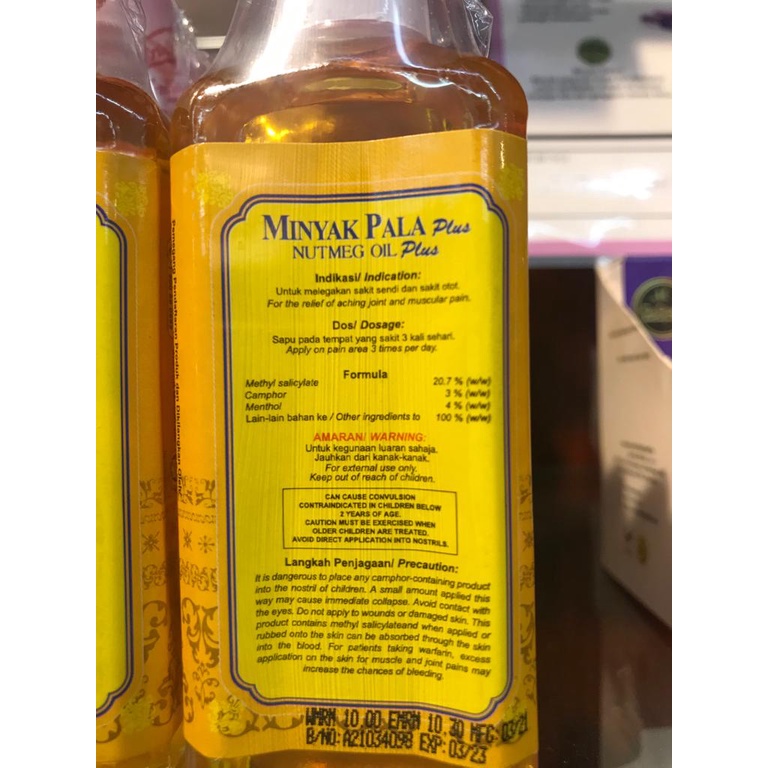 MINYAK PALA Plus
NUTMEG OIL Plus
Indikasi/ Indication:
Untuk melegakan sakit sendi dan sakit otot.
For the relief of aching joint and muscular pain.
Dos/ Dosage:
Sapu pada tempat yang sakit 3 kali sehari.
Apply on pain area 3 times per day.
Formula
Methyl salicylate 20.7 % (w/w)
Camphor 3 % (w/w)
Menthol 4 % (w/w)
Lain-lain bahan ke / Other ingredients to 100 % (w/w)
AMARAN/ WARNING:
Untuk kegunaan luaran sahaja.
Jauhkan dari kanak-kanak.
For external use only.
Keep out of reach of children.
CAN CAUSE CONVULSION
CONTRAINDICATED IN CHILDREN BELOW
2 YEARS OF AGE.
CAUTION MUST BE EXERCISED WHEN
OLDER CHILDREN ARE TREATED.
AVOID DIRECT APPLICATION INTO NOSTRILS.
Langkah Penjagaan/ Precaution:
It is dangerous to place any camphor-containing product
into the nostril of children. A small amount applied this
way may cause immediate collapse. Avoid contact with
the eyes. Do not apply to wounds or damaged skin. This
product contains methyl salicylateand when applied or
rubbed onto the skin can be absorbed through the skin
into the blood. For patients taking warfarin, excess
application on the skin for muscle and joint pains may
increase the chances of bleeding.
WMRM 10.00 EMRM 10.30 MFG:03/21
B/NO:A21034098 EXP:03/23